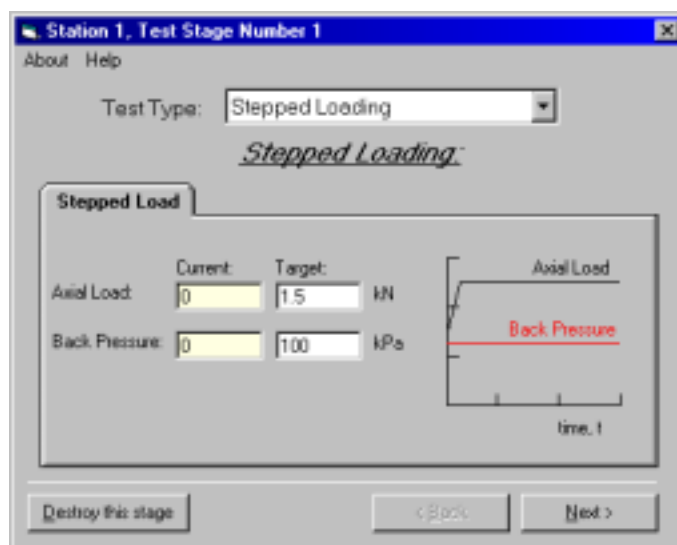 Station 1, Test Stage Number 1
About Help
Test Type: Stepped Loading
Stepped Loading:
Stepped Load
Current: Target:
Axial Load: 0 1.5 kN
Back Pressure: 0 100 kPa
Axial Load
Back Pressure
time, t
Destroy this stage
< Back
Next >